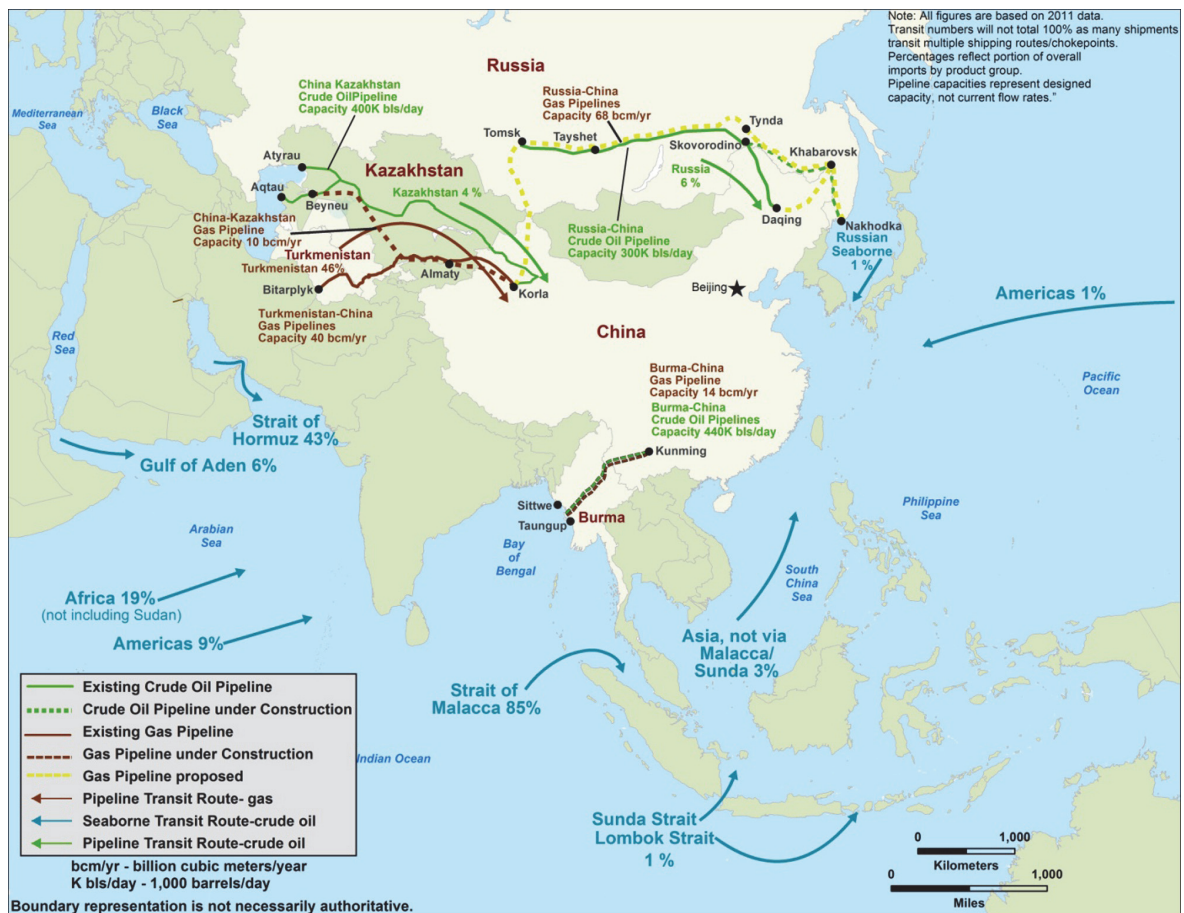 Note: All figures are based on 2011 data.
Transit numbers will not total 100% as many shipments
transit multiple shipping routes/chokepoints.
Percentages reflect portion of overall
imports by product group.
Pipeline capacities represent designed
capacity, not current flow rates."
Russia
China Kazakhstan
Crude OilPipeline
Capacity 400K bls/day
Russia-China
Gas Pipelines
Capacity 68 bcm/yr
Mediterranean
Sea
Black
Sea
Tomsk
Tayshet
Tynda
Skovorodino
Khabarovsk
Atyrau
Kazakhstan
Aqtau
Beyneu
Kazakhstan 4 %
Russia
6 %
Daqing
Nakhodka
China-Kazakhstan
Gas Pipeline
Capacity 10 bcm/yr
Russia-China
Crude Oil Pipeline
Capacity 300K bls/day
Russian
Seaborne
1 %
Turkmenistan
Turkmenistan 46%
Almaty
Bitarplyk
Korla
Beijing
Americas 1%
Turkmenistan-China
Gas Pipelines
Capacity 40 bcm/yr
China
Red
Sea
Burma-China
Gas Pipeline
Capacity 14 bcm/yr
Burma-China
Crude Oil Pipelines
Capacity 440K bls/day
Pacific
Ocean
Strait of
Hormuz 43%
Gulf of Aden 6%
Kunming
Sittwe
Taungup
Burma
Philippine
Sea
Arabian
Sea
Bay
of
Bengal
South
China
Sea
Africa 19%
(not including Sudan)
Americas 9%
Asia, not via
Malacca/
Sunda 3%
Strait of
Malacca 85%
Indian Ocean
Sunda Strait
Lombok Strait
1 %
Existing Crude Oil Pipeline
Crude Oil Pipeline under Construction
Existing Gas Pipeline
Gas Pipeline under Construction
Gas Pipeline proposed
Pipeline Transit Route- gas
Seaborne Transit Route-crude oil
Pipeline Transit Route-crude oil
bcm/yr - billion cubic meters/year
K bls/day - 1,000 barrels/day
Boundary representation is not necessarily authoritative.
0 1,000
Kilometers
0 1,000
Miles